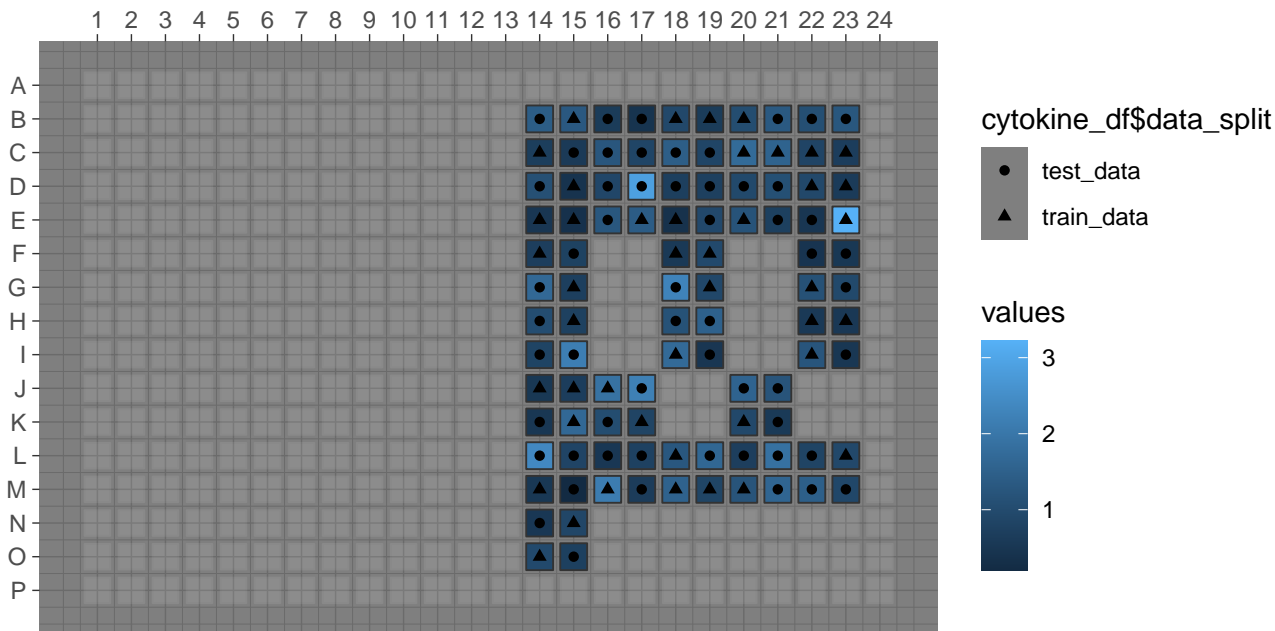 1 2 3 4 5 6 7 8 9 10 11 12 13 14 15 16 17 18 19 20 21 22 23 24
A
B
C
D
E
F
G
H
I
J
K
L
M
N
O
P
cytokine_df$data_split
test_data
train_data
values
3
2
1